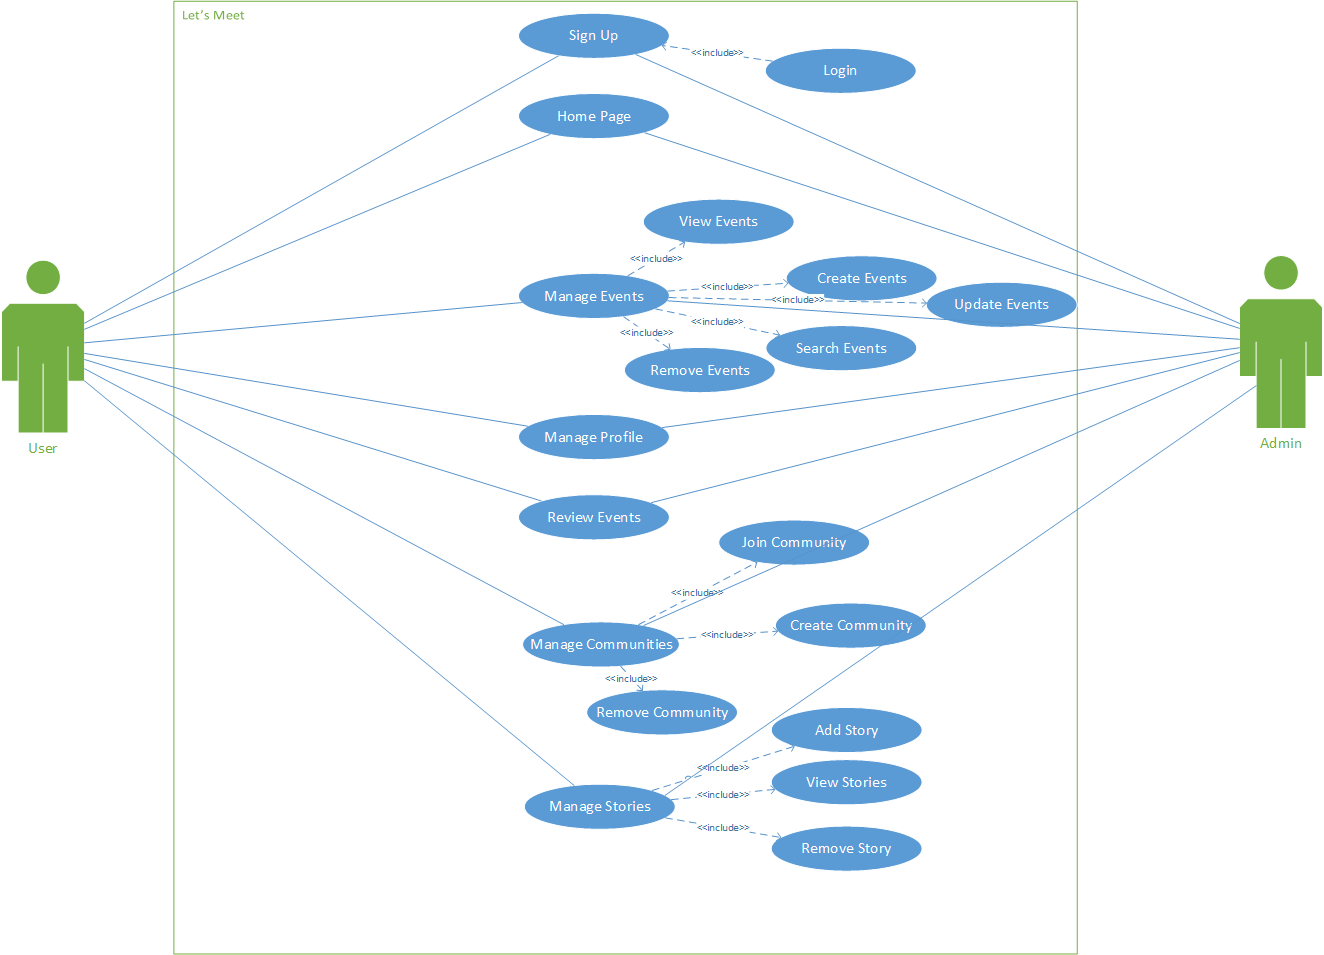 Let's Meet
Sign Up
<<include>>
Login
Home Page
View Events
<<include>>
Create Events
<<include>>
Manage Events
<<include>>
Update Events
<<include>>
<<include>>
Search Events
Remove Events
User
Manage Profile
Admin
Review Events
Join Community
<<include>>
Create Community
<<include>>
Manage Communities
<<include>>
Remove Community
Add Story
<<include>>
View Stories
<<include>>
Manage Stories
<<include>>
Remove Story